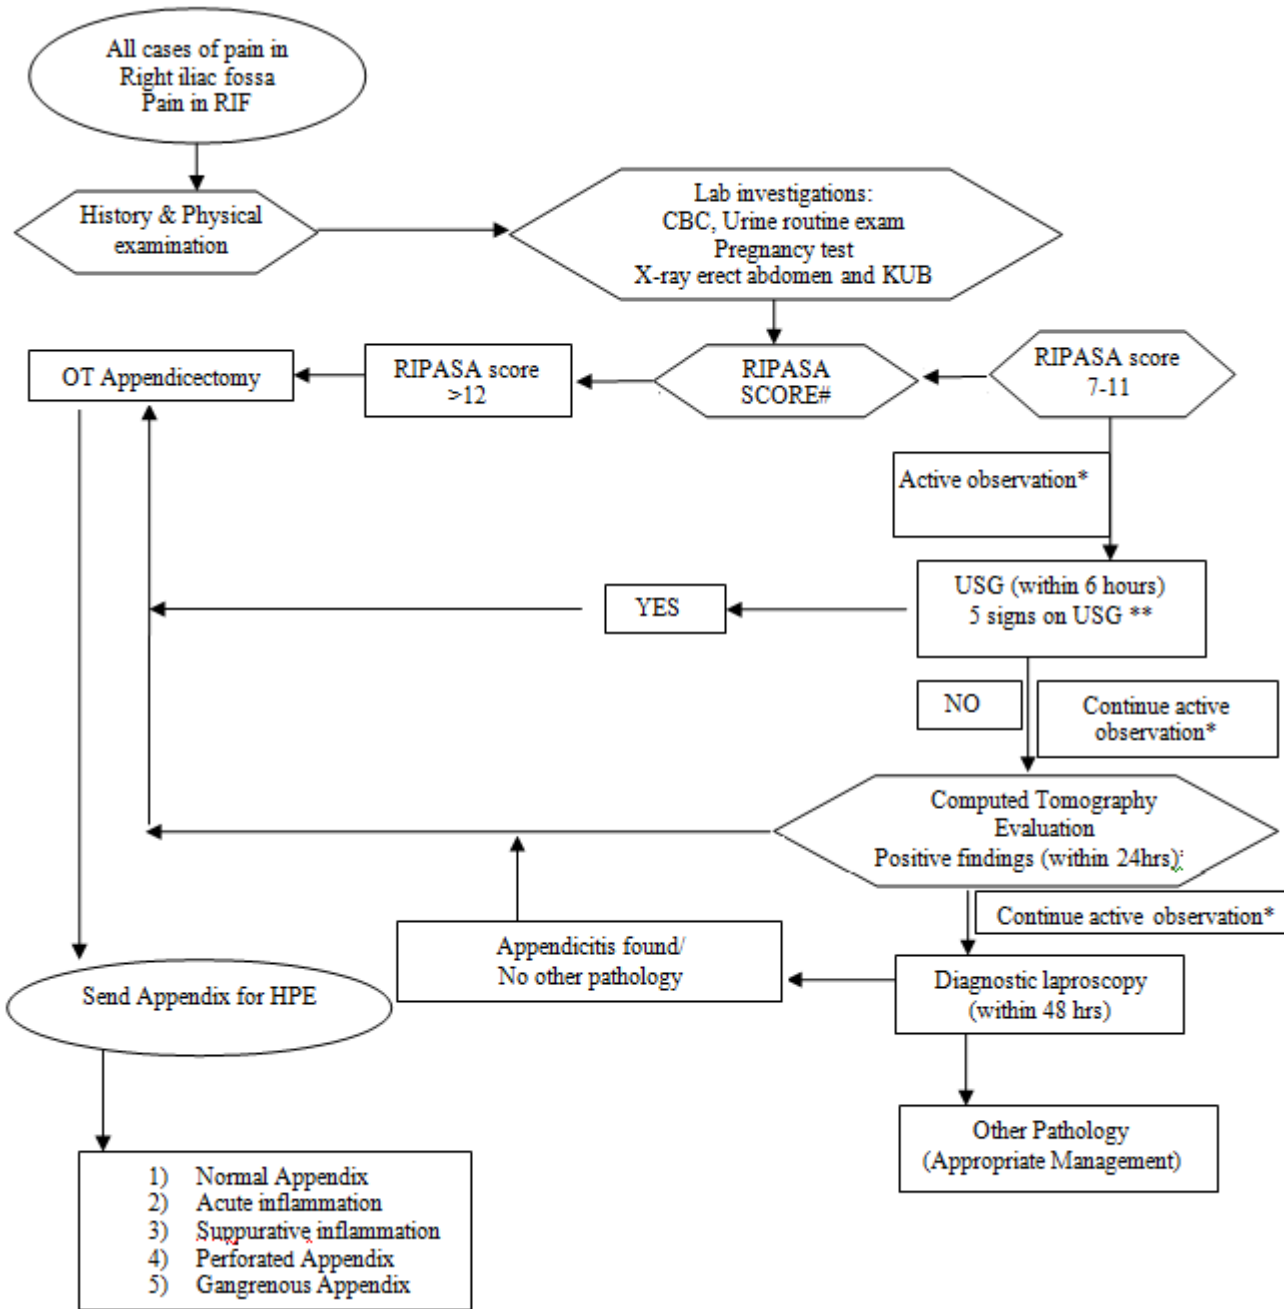 All cases of pain in
Right iliac fossa
Pain in RIF
History & Physical
examination
Lab investigations:
CBC, Urine routine exam
Pregnancy test
X-ray erect abdomen and KUB
OT Appendicectomy
RIPASA score
>12
RIPASA
SCORE#
RIPASA score
7-11
Active observation*
USG (within 6 hours)
5 signs on USG **
YES
NO
Continue active
observation*
Computed Tomography
Evaluation
Positive findings (within 24hrs)
Continue active observation*
Appendicitis found/
No other pathology
Diagnostic laproscopy
(within 48 hrs)
Send Appendix for HPE
Other Pathology
(Appropriate Management)
1) Normal Appendix
2) Acute inflammation
3) Suppurative inflammation
4) Perforated Appendix
5) Gangrenous Appendix